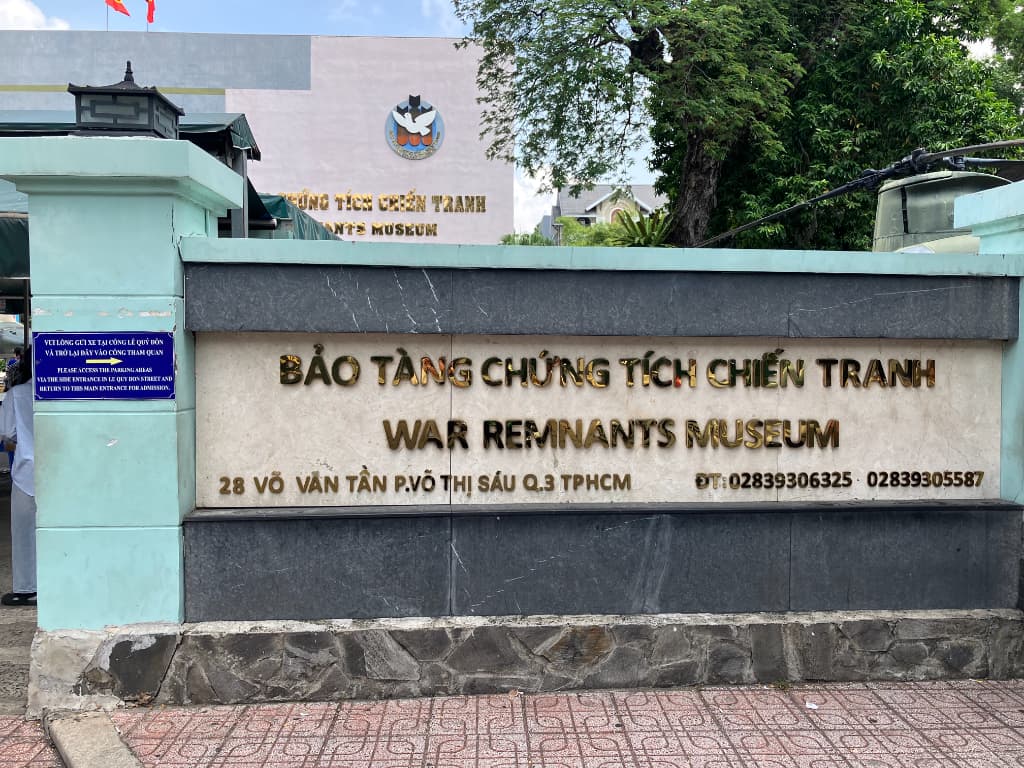 CHỨNG TÍCH CHIẾN TRANH
MUSEUM
VUI LÒNG GỬI XE TẠI CỔNG LÊ QUÝ ĐÔN
VÀ TRỞ LẠI ĐÂY VÀO CỔNG THAM QUAN
PLEASE ACCESS THE PARKING AREAS
VIA THE SIDE ENTRANCE IN LE QUY DON STREET AND
RETURN TO THIS MAIN ENTRANCE FOR ADMISSION.
BẢO TÀNG CHỨNG TÍCH CHIẾN TRANH
WAR REMNANTS MUSEUM
28 VÕ VĂN TẦN P.VÕ THỊ SÁU Q.3 TPHCM
ĐT:02839306325 02839305587